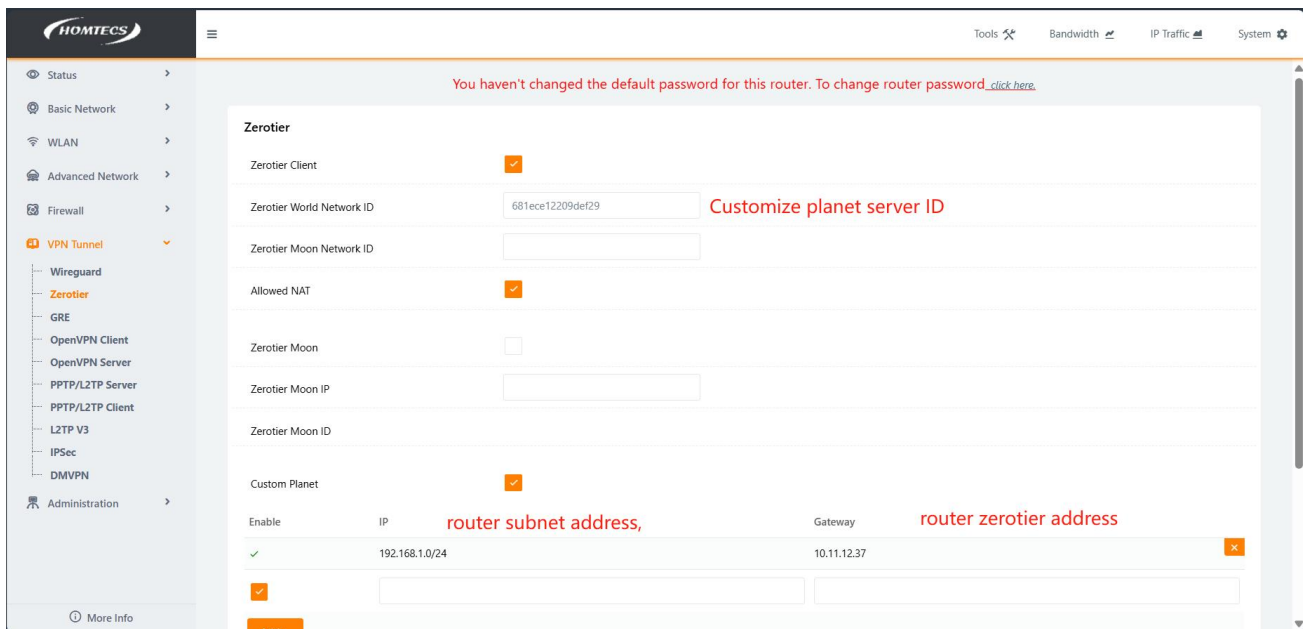 HOMTECS
Tools Bandwidth IP Traffic System
Status
Basic Network
WLAN
Advanced Network
Firewall
VPN Tunnel
Wireguard
Zerotier
GRE
OpenVPN Client
OpenVPN Server
PPTP/L2TP Server
PPTP/L2TP Client
L2TP V3
IPSec
DMVPN
Administration
More Info
You haven't changed the default password for this router. To change router password click here.
Zerotier
Zerotier Client
Zerotier World Network ID 681ece12209def29 Customize planet server ID
Zerotier Moon Network ID
Allowed NAT
Zerotier Moon
Zerotier Moon IP
Zerotier Moon ID
Custom Planet
Enable IP router subnet address, Gateway router zerotier address
192.168.1.0/24 10.11.12.37